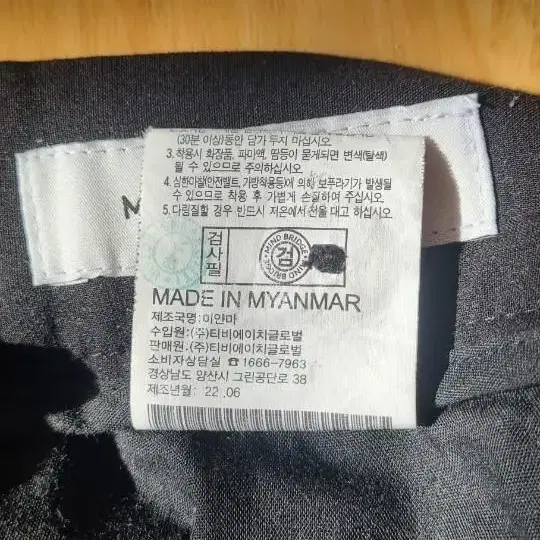 (30분 이상)동안 담가 두지 마십시오.
3. 착용시 화장품, 파마액, 땀등이 묻게되면 변색(탈색)
될 수 있으므로 주의하십시오.
4. 심한마찰(안전벨트, 가방착용등)에 의해 보푸라기가 발생될
수 있으므로 착용 후 가볍게 손질하여 주십시오.
5. 다림질할 경우 반드시 저온에서 천을 대고 하십시오.
M
검사필
MIND BRIDGE
검
MIND BRIDGE
MADE IN MYANMAR
제조국명:미얀마
수입원:(주)티비에이치글로벌
판매원:(주)티비에이치글로벌
소비자상담실 ☎1666-7963
경상남도 양산시 그린공단로 38
제조년월: 22 .06